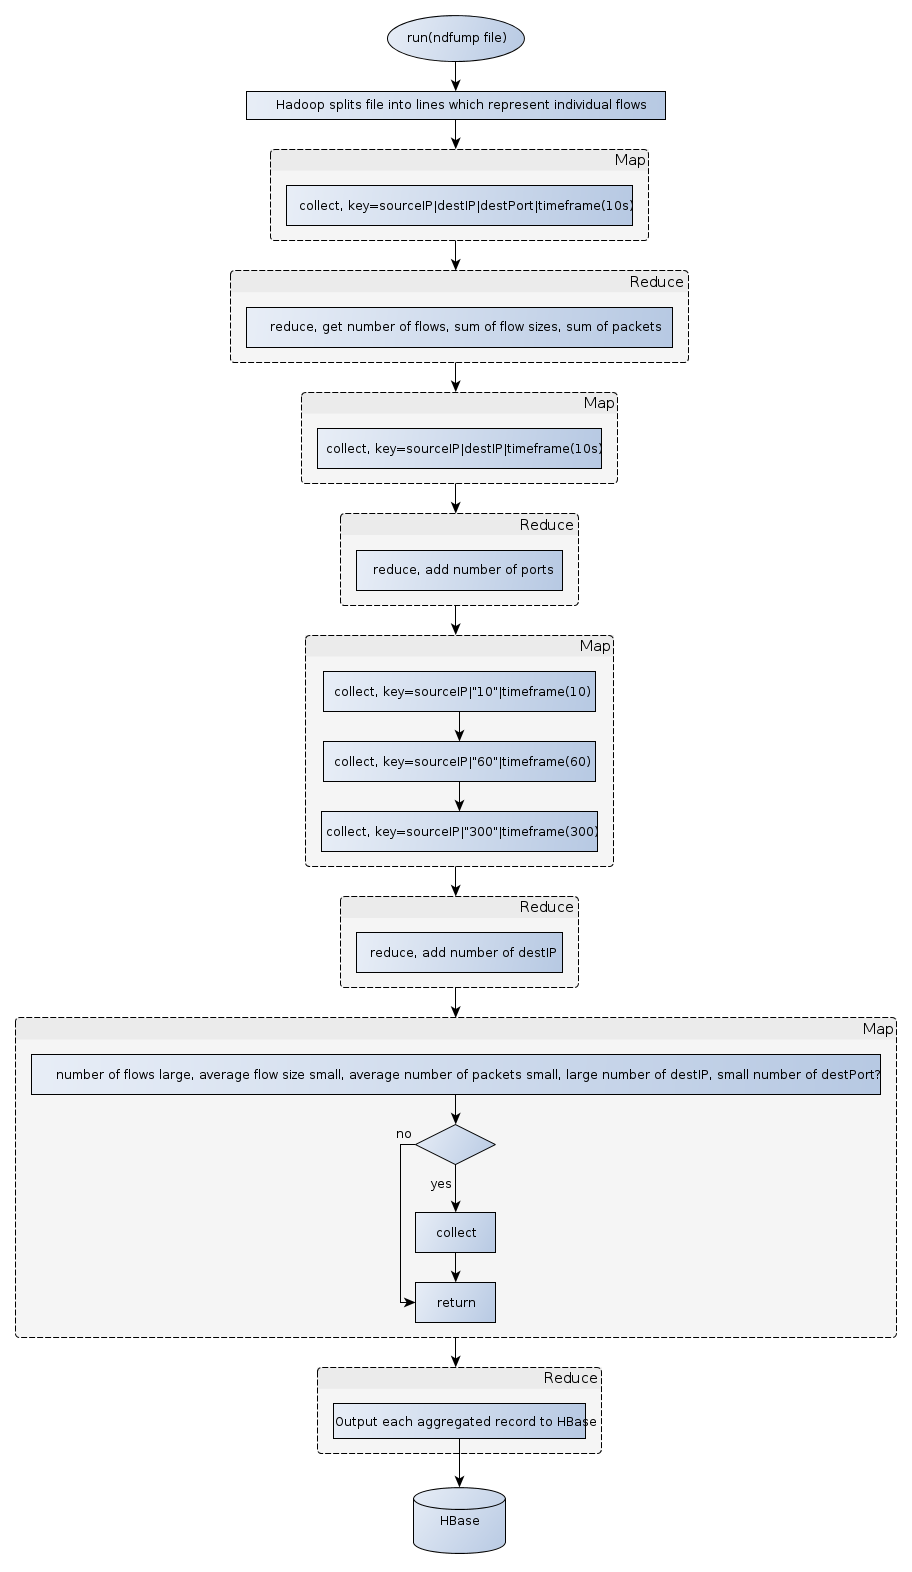 run(ndfump file)
Hadoop splits file into lines which represent individual flows
Map
collect, key=sourceIP|destIP|destPort|timeframe(10s)
Reduce
reduce, get number of flows, sum of flow sizes, sum of packets
Map
collect, key=sourceIP|destIP|timeframe(10s)
Reduce
reduce, add number of ports
Map
collect, key=sourceIP|"10"|timeframe(10)
collect, key=sourceIP|"60"|timeframe(60)
collect, key=sourceIP|"300"|timeframe(300)
Reduce
reduce, add number of destIP
Map
number of flows large, average flow size small, average number of packets small, large number of destIP, small number of destPort?
no
yes
collect
return
Reduce
Output each aggregated record to HBase
HBase